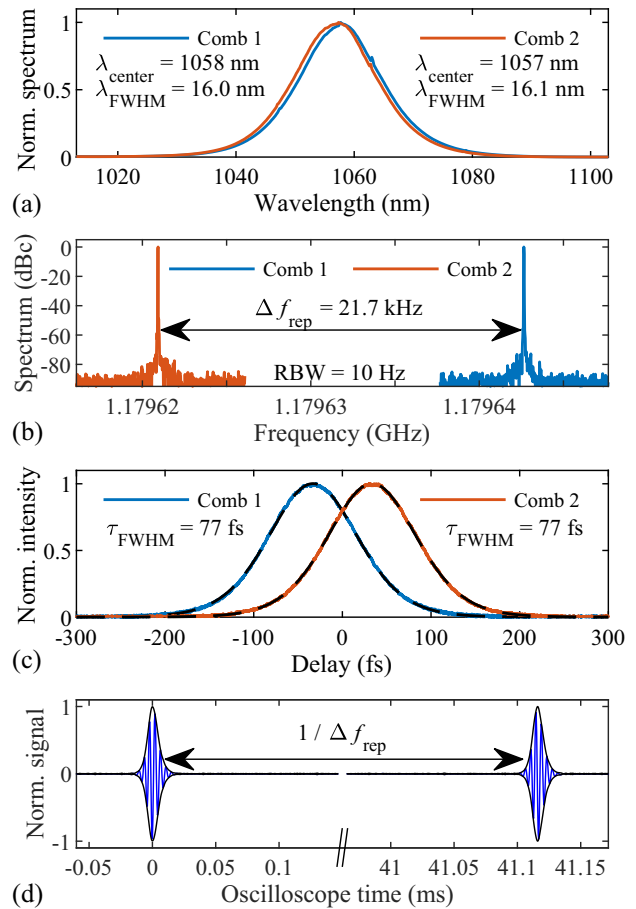 1
0.5
0
Norm. spectrum
Comb 1
λcenter = 1058 nm
λFWHM = 16.0 nm
Comb 2
λcenter = 1057 nm
λFWHM = 16.1 nm
1020 1040 1060 1080 1100
(a) Wavelength (nm)
0
-20
-40
-60
-80
Spectrum (dBc)
Comb 1 Comb 2
Δ frep = 21.7 kHz
RBW = 10 Hz
1.17962 1.17963 1.17964
(b) Frequency (GHz)
1
0.5
0
Norm. intensity
Comb 1
τFWHM = 77 fs
Comb 2
τFWHM = 77 fs
-300 -200 -100 0 100 200 300
(c) Delay (fs)
1
0
-1
Norm. signal
1 / Δ frep
-0.05 0 0.05 0.1 41 41.05 41.1 41.15
(d) Oscilloscope time (ms)